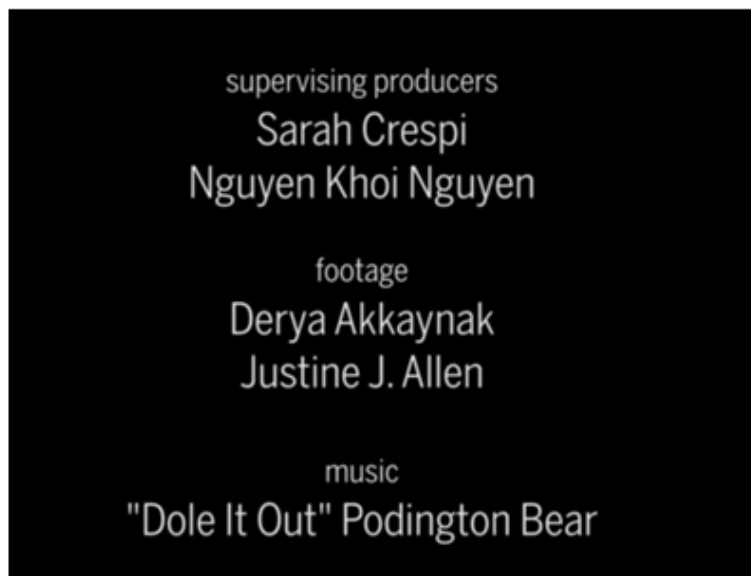 supervising producers
Sarah Crespi
Nguyen Khoi Nguyen
footage
Derya Akkaynak
Justine J. Allen
music
"Dole It Out" Podington Bear